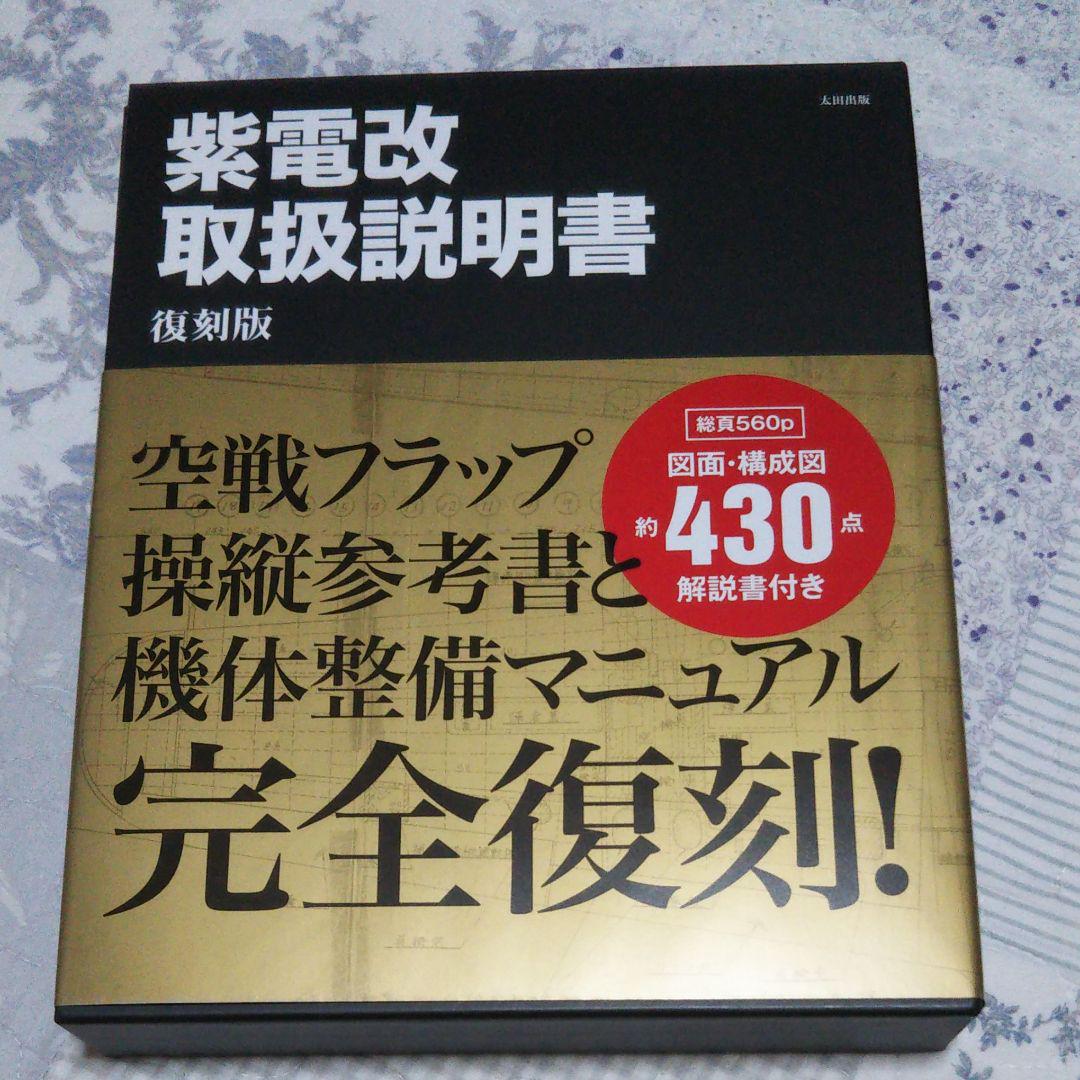 太田出版
紫電改
取扱説明書
復刻版
総頁560p
図面・構成図
約430点
解説書付き
空戦フラップ
操縦参考書と
機体整備マニュアル
完全復刻!